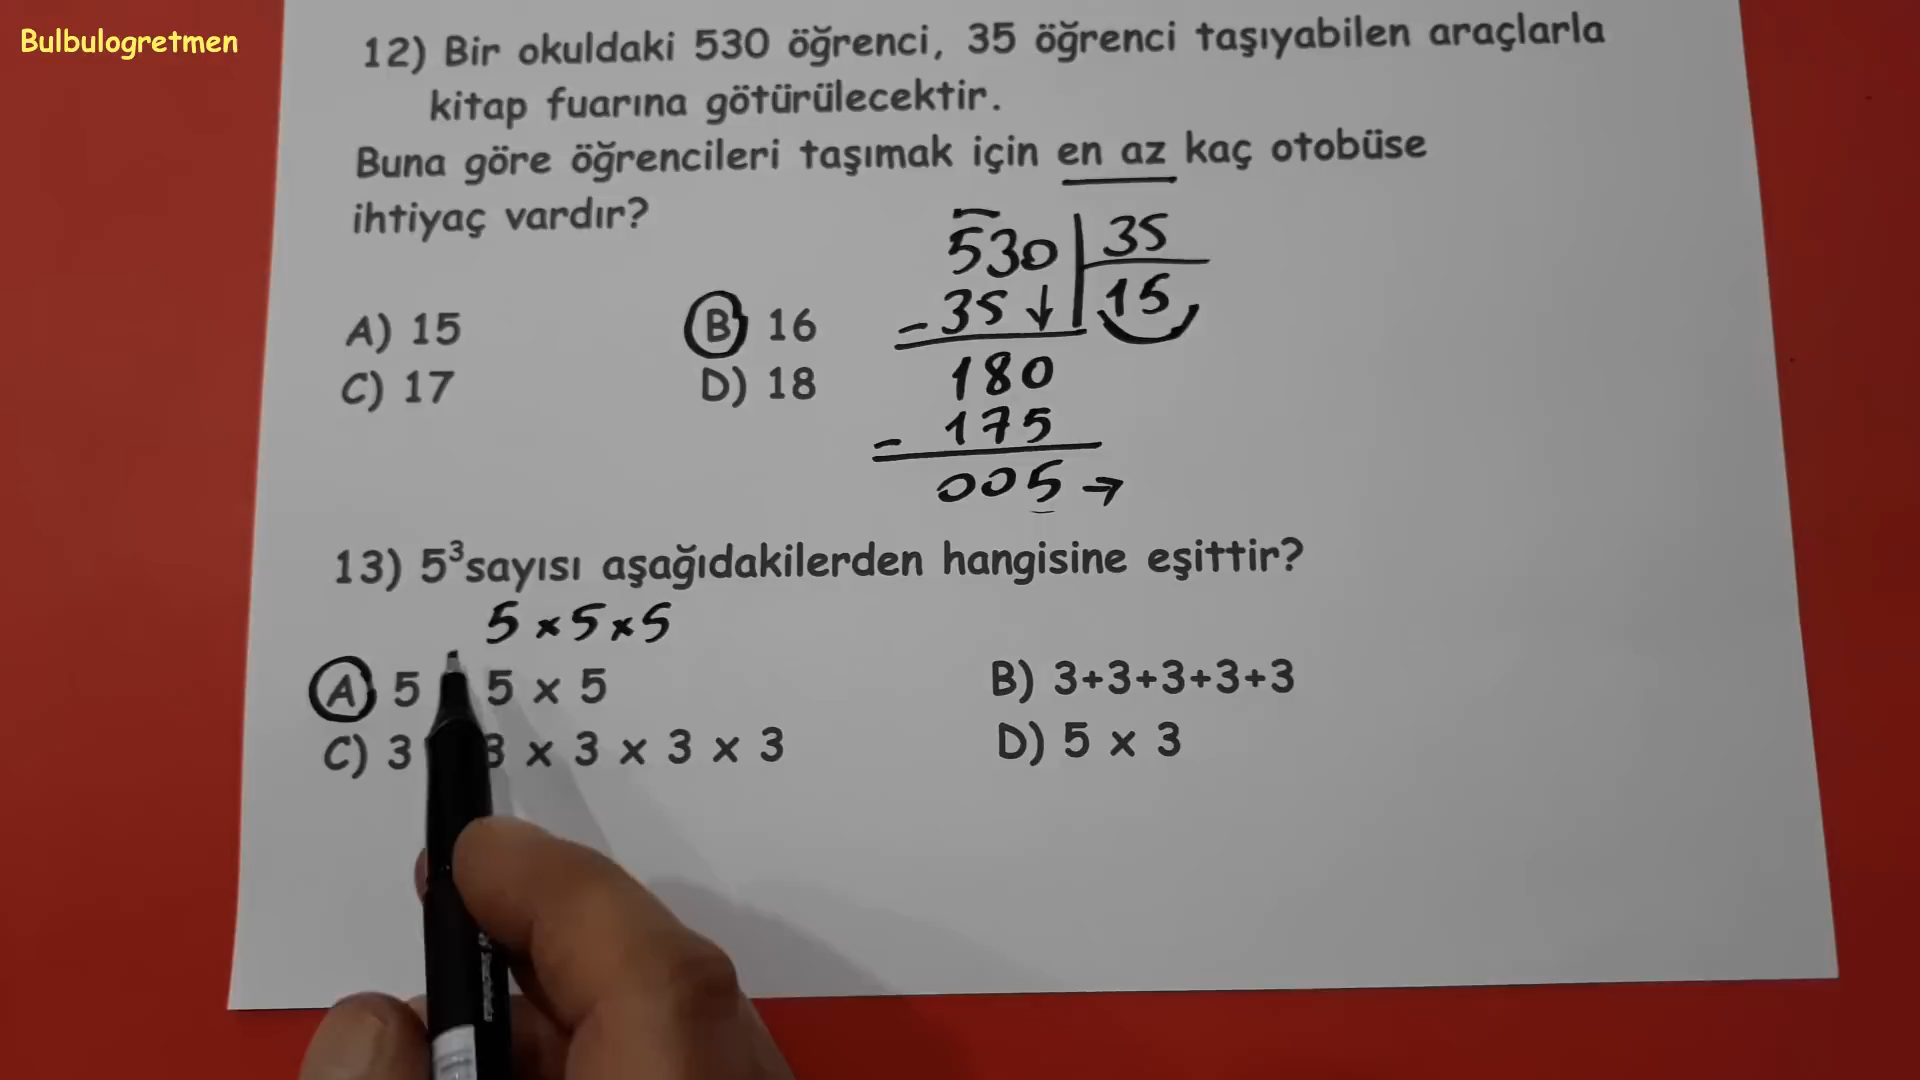 Bulbulogretmen
12) Bir okuldaki 530 öğrenci, 35 öğrenci taşıyabilen araçlarla
kitap fuarına götürülecektir.
Buna göre öğrencileri taşımak için en az kaç otobüse
ihtiyaç vardır?
530 | 35
- 35 ↓ 15
180
- 175
005 →
A) 15 B) 16
C) 17 D) 18
13) 5³ sayısı aşağıdakilerden hangisine eşittir?
5 x 5 x 5
A) 5 5 x 5 B) 3+3+3+3+3
C) 3 3 x 3 x 3 x 3 D) 5 x 3